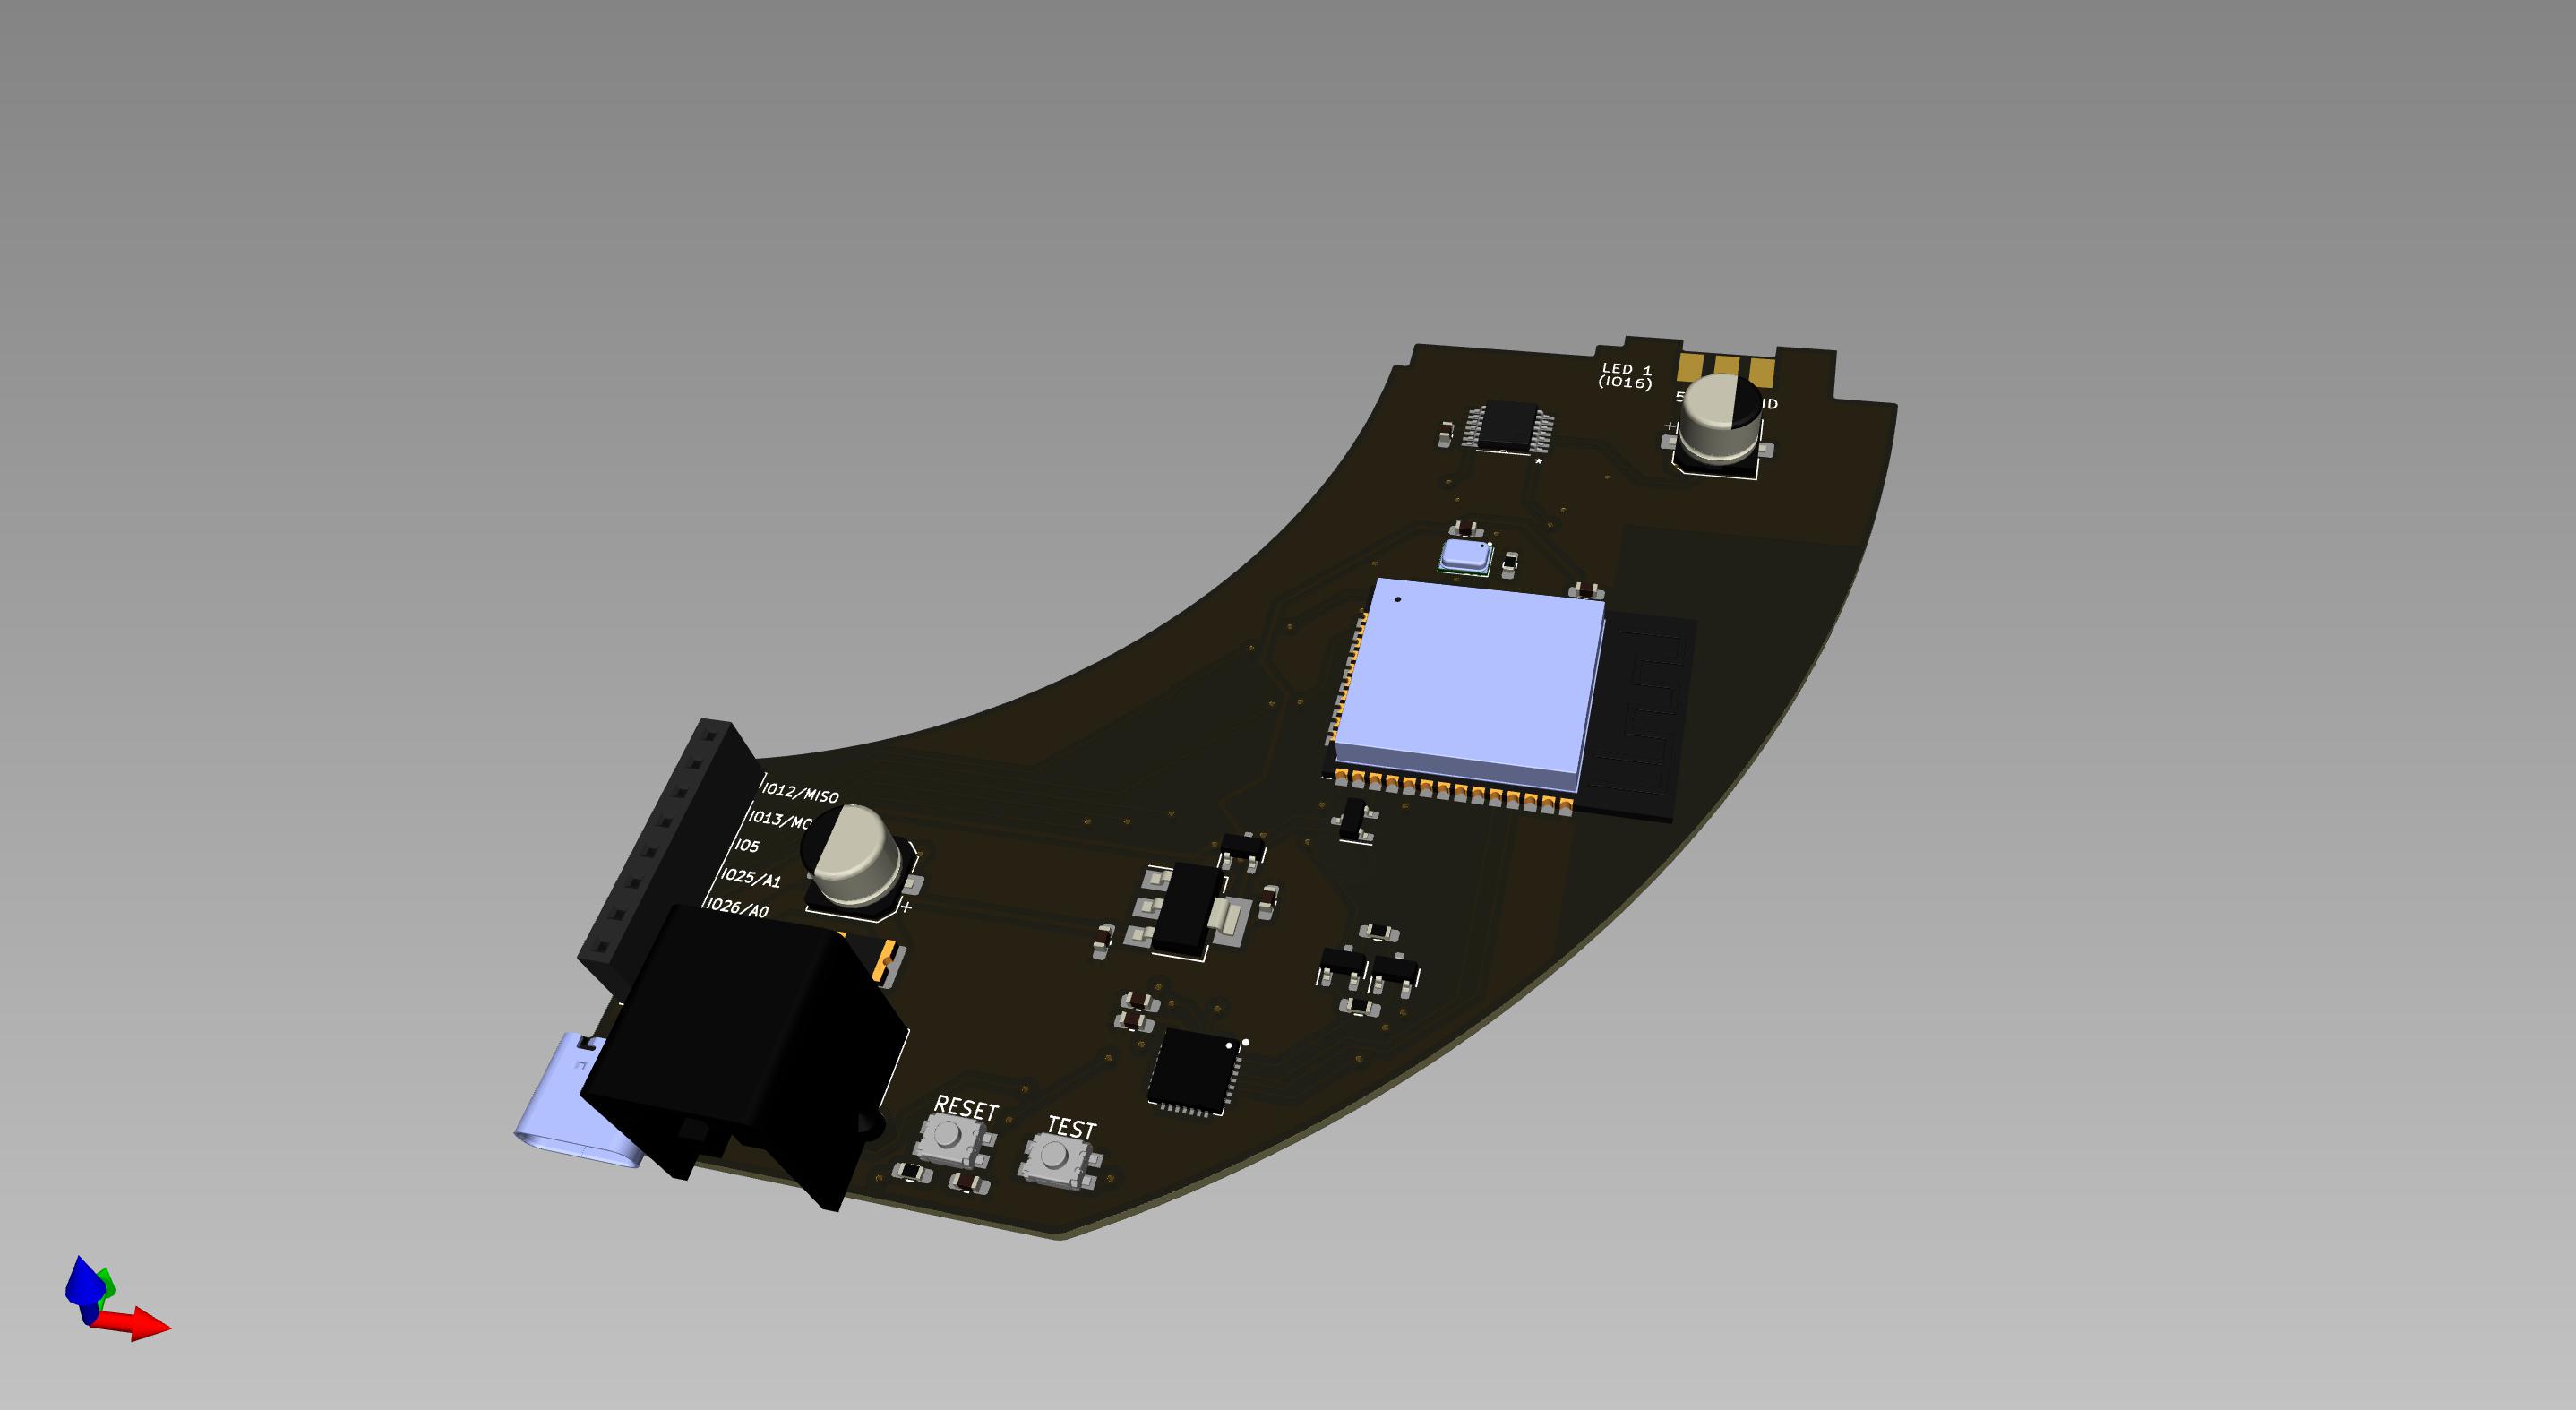 LED 1
(IO16)
+
IO12/MISO
IO5
IO25/A1
IO26/A0
+
RESET
TEST